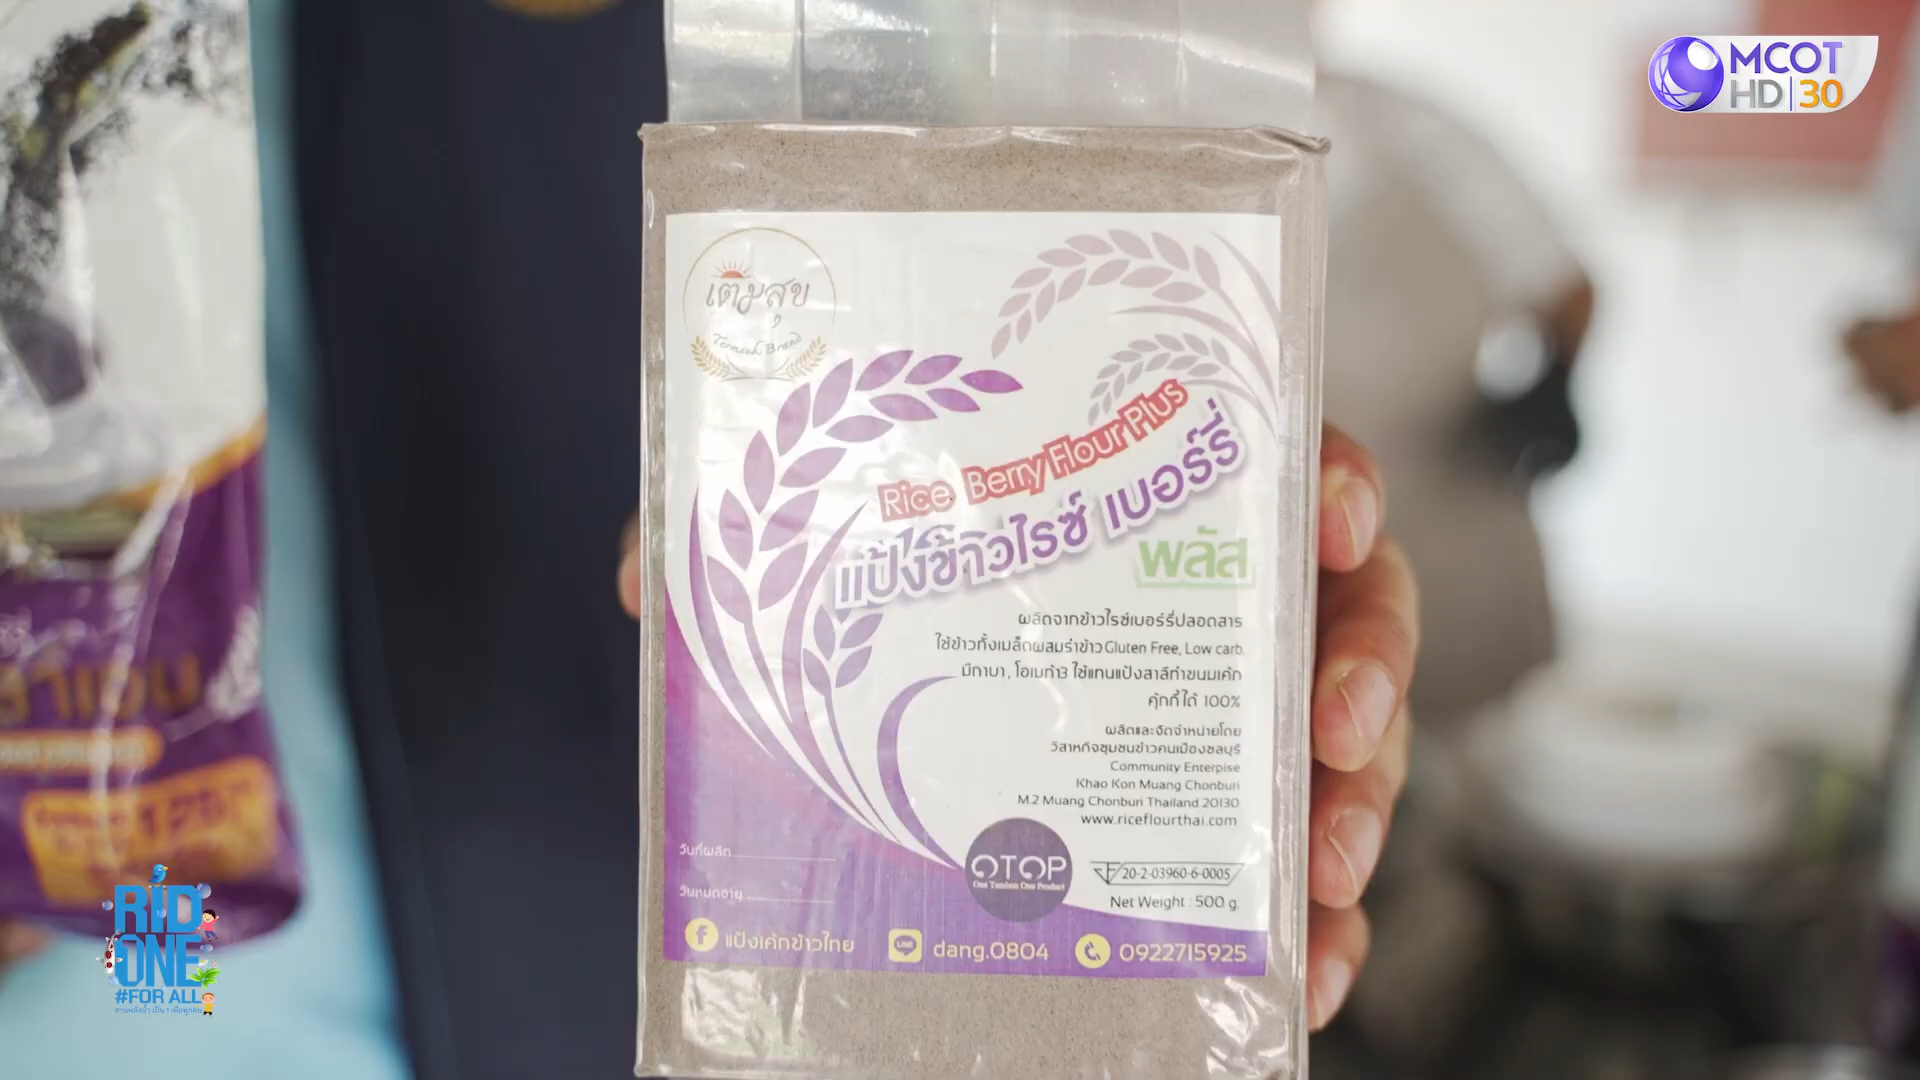 MCOT
HD 30
เติมสุข
Termsuk Brand
Rice Berry Flour Plus
แป้งข้าวไรซ์ เบอร์รี่
พลัส
ผลิตจากข้าวไรซ์เบอร์รี่ปลอดสาร
ใช้ข้าวทั้งเมล็ดผสมรำข้าว Gluten Free, Low carb
มีกาบา, โอเมก้า3 ใช้แทนแป้งสาลีทำขนมเค้ก
คุ้กกี้ได้ 100%
ผลิตและจัดจำหน่ายโดย
วิสาหกิจชุมชนข้าวคนเมืองชลบุรี
Community Enterpise
Khao Kon Muang Chonburi
M.2 Muang Chonburi Thailand 20130
www.riceflourthai.com
OTOP
One Tambon One Product
20-2-03960-6-0005
Net Weight : 500 g.
วันที่ผลิต
วันหมดอายุ
แป้งเค้กข้าวไทย
LINE dang.0804
0922715925
RID
ONE
#FOR ALL